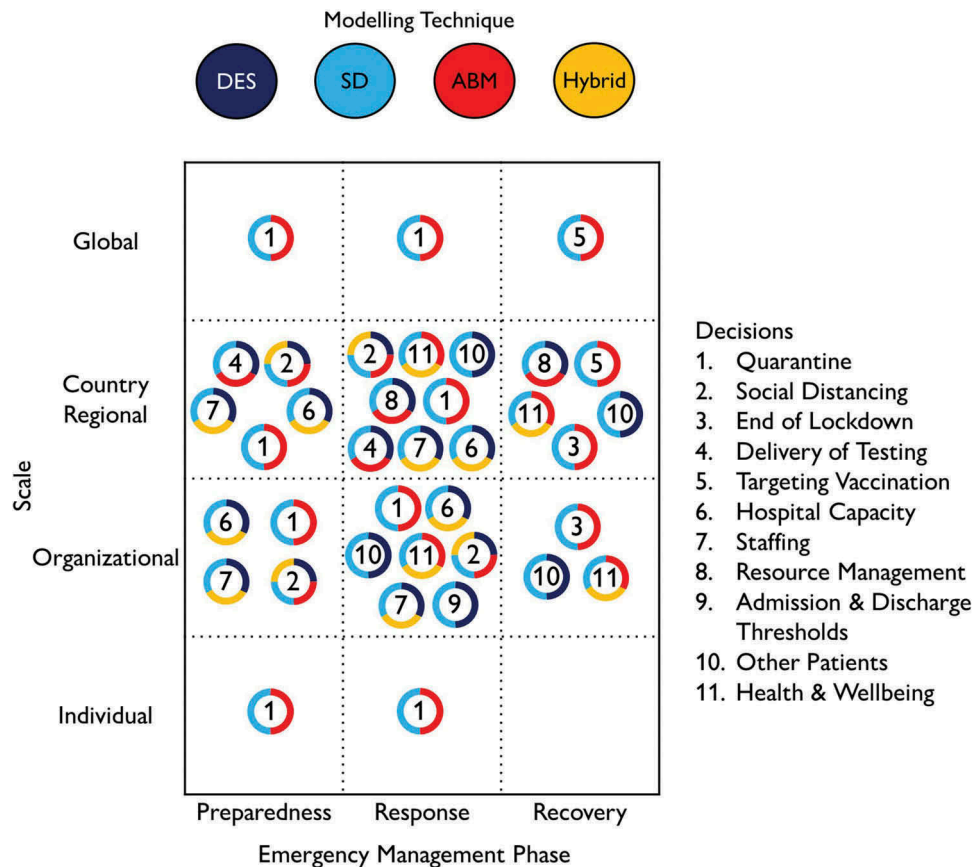 Modelling Technique
DES SD ABM Hybrid
Global
1 1 5
Country
Regional
4 2 7 6 1
2 11 10 8 1 4 7 6
8 5 11 10 3
Organizational
6 1 7 2
1 6 10 11 2 7 9
3 10 11
Individual
1 1
Scale
Preparedness Response Recovery
Emergency Management Phase
Decisions
1. Quarantine
2. Social Distancing
3. End of Lockdown
4. Delivery of Testing
5. Targeting Vaccination
6. Hospital Capacity
7. Staffing
8. Resource Management
9. Admission & Discharge
Thresholds
10. Other Patients
11. Health & Wellbeing